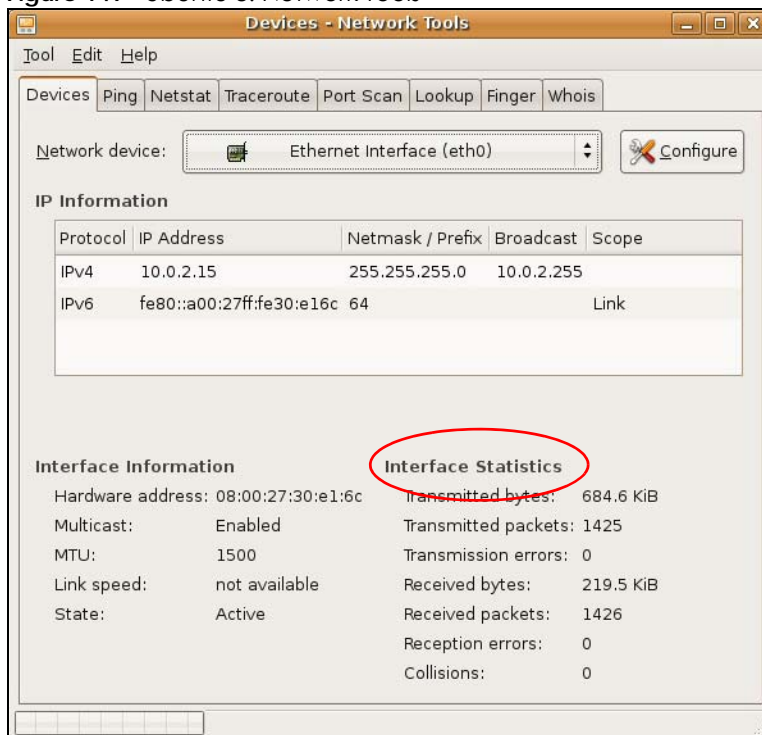 Devices - Network Tools
Tool Edit Help
Devices Ping Netstat Traceroute Port Scan Lookup Finger Whois
Network device: Ethernet Interface (eth0) Configure
IP Information
Protocol IP Address Netmask / Prefix Broadcast Scope
IPv4 10.0.2.15 255.255.255.0 10.0.2.255
IPv6 fe80::a00:27ff:fe30:e16c 64 Link
Interface Information
Hardware address: 08:00:27:30:e1:6c
Multicast: Enabled
MTU: 1500
Link speed: not available
State: Active
Interface Statistics
Transmitted bytes: 684.6 KiB
Transmitted packets: 1425
Transmission errors: 0
Received bytes: 219.5 KiB
Received packets: 1426
Reception errors: 0
Collisions: 0